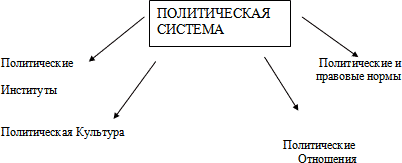 ПОЛИТИЧЕСКАЯ
СИСТЕМА
Политические
Институты
Политические и
правовые нормы
Политическая Культура
Политические
Отношения